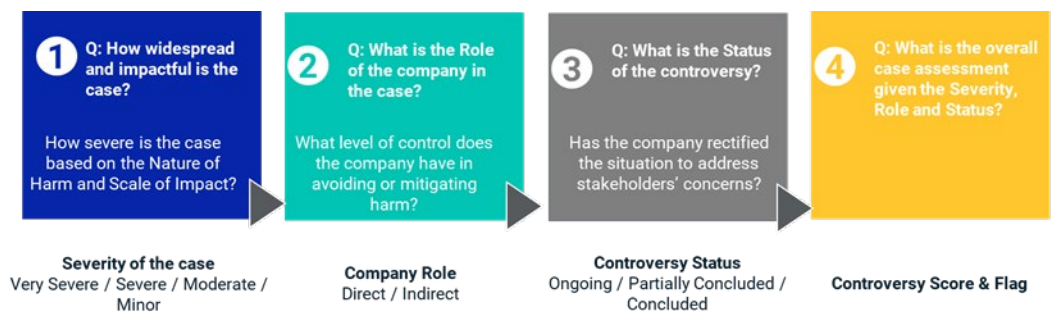 1
Q: How widespread
and impactful is the
case?
How severe is the case
based on the Nature of
Harm and Scale of Impact?
2
Q: What is the Role
of the company in
the case?
What level of control does
the company have in
avoiding or mitigating
harm?
3
Q: What is the Status
of the controversy?
Has the company rectified
the situation to address
stakeholders’ concerns?
4
Q: What is the overall
case assessment
given the Severity,
Role and Status?
Severity of the case
Very Severe / Severe / Moderate /
Minor
Company Role
Direct / Indirect
Controversy Status
Ongoing / Partially Concluded /
Concluded
Controversy Score & Flag